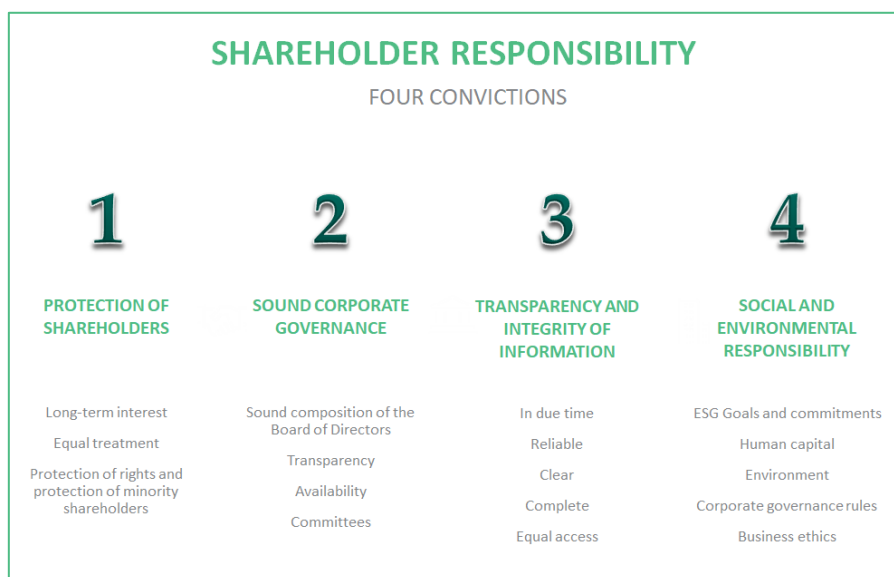 SHAREHOLDER RESPONSIBILITY
FOUR CONVICTIONS
1
2
3
4
PROTECTION OF
SHAREHOLDERS
SOUND CORPORATE
GOVERNANCE
TRANSPARENCY AND
INTEGRITY OF
INFORMATION
SOCIAL AND
ENVIRONMENTAL
RESPONSIBILITY
Long-term interest
Equal treatment
Protection of rights and
protection of minority
shareholders
Sound composition of the
Board of Directors
Transparency
Availability
Committees
In due time
Reliable
Clear
Complete
Equal access
ESG Goals and commitments
Human capital
Environment
Corporate governance rules
Business ethics